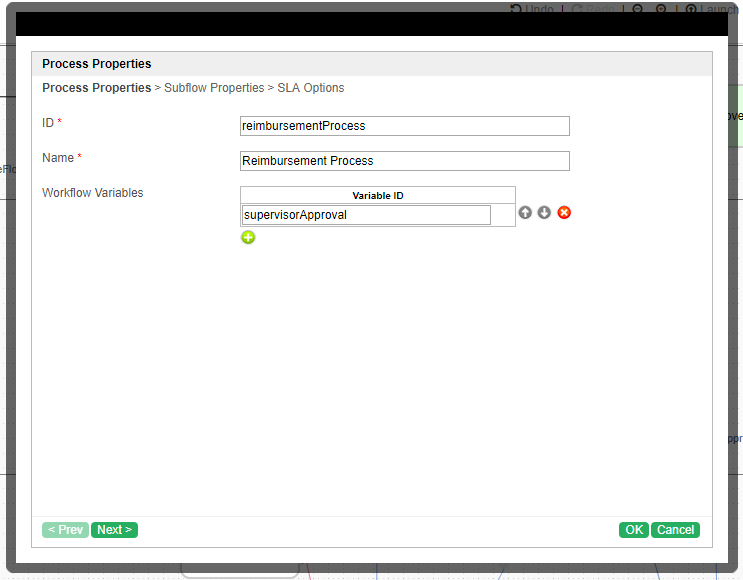 Undo | Redo | | Launch
Process Properties
Process Properties > Subflow Properties > SLA Options
ID *
reimbursementProcess
Name *
Reimbursement Process
Workflow Variables
Variable ID
supervisorApproval
< Prev
Next >
OK
Cancel